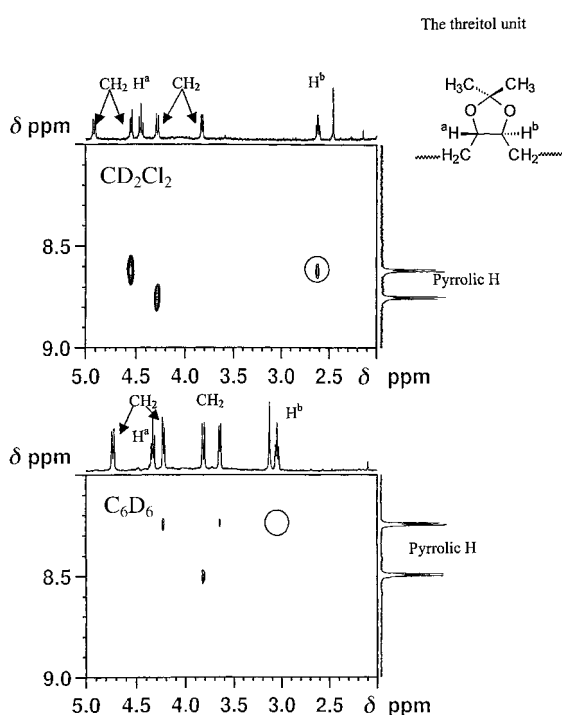 The threitol unit
CH₂ Hᵃ CH₂ Hᵇ
δ ppm
H₃C CH₃
O O
ᵃH Hᵇ
H₂C CH₂
CD₂Cl₂
8.5
9.0
Pyrrolic H
5.0 4.5 4.0 3.5 3.0 2.5 δ ppm
CH₂ CH₂ Hᵇ
Hᵃ
δ ppm
C₆D₆
8.5
9.0
Pyrrolic H
5.0 4.5 4.0 3.5 3.0 2.5 δ ppm